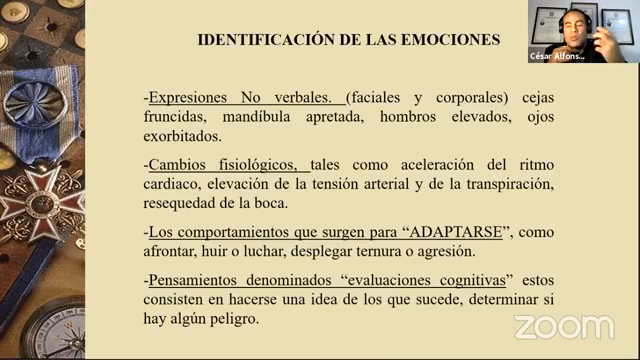 IDENTIFICACIÓN DE LAS EMOCIONES
-Expresiones No verbales. (faciales y corporales) cejas
fruncidas, mandíbula apretada, hombros elevados, ojos
exorbitados.
-Cambios fisiológicos, tales como aceleración del ritmo
cardiaco, elevación de la tensión arterial y de la transpiración,
resequedad de la boca.
-Los comportamientos que surgen para “ADAPTARSE”, como
afrontar, huir o luchar, desplegar ternura o agresión.
-Pensamientos denominados “evaluaciones cognitivas” estos
consisten en hacerse una idea de los que sucede, determinar si
hay algún peligro.
César Alfons...
zoom